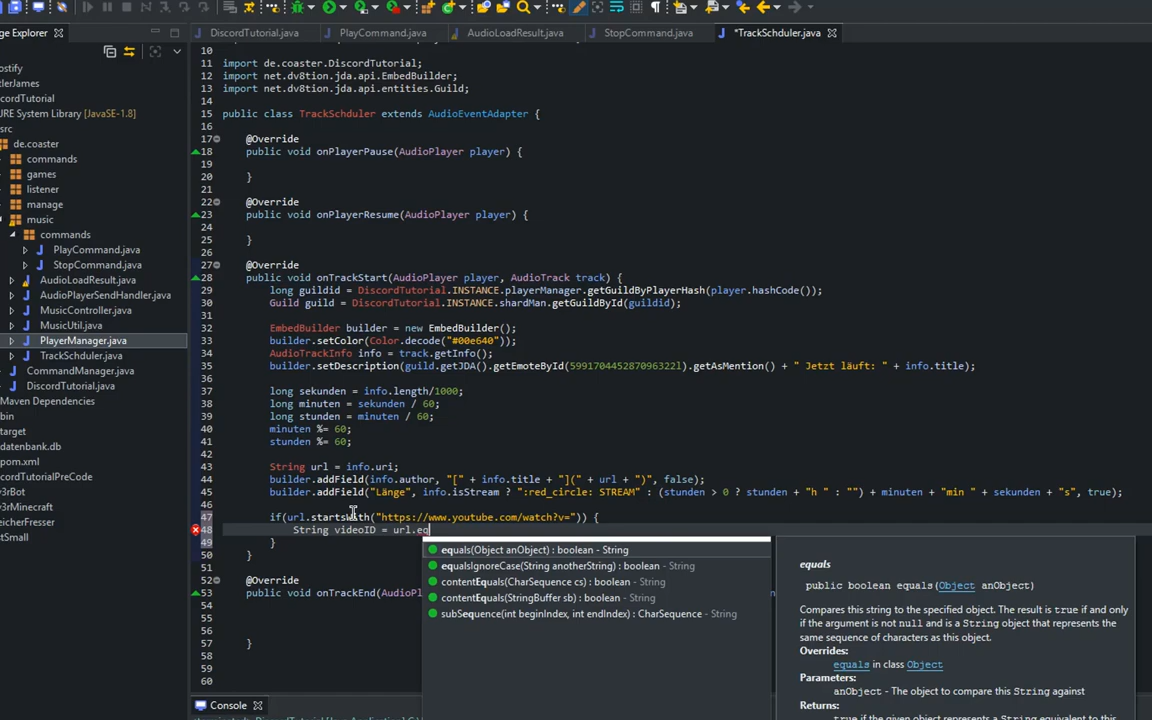 ge Explorer
DiscordTutorial.java
PlayCommand.java
AudioLoadResult.java
StopCommand.java
*TrackSchduler.java
ostify
tlerJames
cordTutorial
URE System Library [JavaSE-1.8]
src
de.coaster
commands
games
listener
manage
music
commands
PlayCommand.java
StopCommand.java
AudioLoadResult.java
AudioPlayerSendHandler.java
MusicController.java
MusicUtil.java
PlayerManager.java
TrackSchduler.java
CommandManager.java
DiscordTutorial.java
Maven Dependencies
bin
target
datenbank.db
pom.xml
cordTutorialPreCode
v3rBot
v3rGames
eicherFresser
stSmall
10
11 import de.coaster.DiscordTutorial;
12 import net.dv8tion.jda.api.EmbedBuilder;
13 import net.dv8tion.jda.api.entities.Guild;
14
15 public class TrackSchduler extends AudioEventAdapter {
16
17 @Override
18 public void onPlayerPause(AudioPlayer player) {
19
20 }
21
22 @Override
23 public void onPlayerResume(AudioPlayer player) {
24
25 }
26
27 @Override
28 public void onTrackStart(AudioPlayer player, AudioTrack track) {
29 long guildid = DiscordTutorial.INSTANCE.playerManager.getGuildByPlayerHash(player.hashCode());
30 Guild guild = DiscordTutorial.INSTANCE.shardMan.getGuildById(guildid);
31
32 EmbedBuilder builder = new EmbedBuilder();
33 builder.setColor(Color.decode("#00e640"));
34 AudioTrackInfo info = track.getInfo();
35 builder.setDescription(guild.getJDA().getEmoteById(599170445287096322l).getAsMention() + " Jetzt läuft: " + info.title);
36
37 long sekunden = info.length/1000;
38 long minuten = sekunden / 60;
39 long stunden = minuten / 60;
40 minuten %= 60;
41 stunden %= 60;
42
43 String url = info.uri;
44 builder.addField(info.author, "[" + info.title + "](" + url + ")", false);
45 builder.addField("Länge", info.isStream ? ":red_circle: STREAM" : (stunden > 0 ? stunden + "h " : "") + minuten + "min " + sekunden + "s", true);
46
47 if(url.startsWith("https://www.youtube.com/watch?v=")) {
48 String videoID = url.eq
49 }
50 }
51
52 @Override
53 public void onTrackEnd(AudioPl
54
55
56
57 }
58
59
60
equals(Object anObject) : boolean - String
equalsIgnoreCase(String anotherString) : boolean - String
contentEquals(CharSequence cs) : boolean - String
contentEquals(StringBuffer sb) : boolean - String
subSequence(int beginIndex, int endIndex) : CharSequence - String
equals
public boolean equals(Object anObject)
Compares this string to the specified object. The result is true if and only
if the argument is not null and is a String object that represents the
same sequence of characters as this object.
Overrides:
equals in class Object
Parameters:
anObject - The object to compare this String against
Returns:
true if the given object represents a String equivalent to
Console